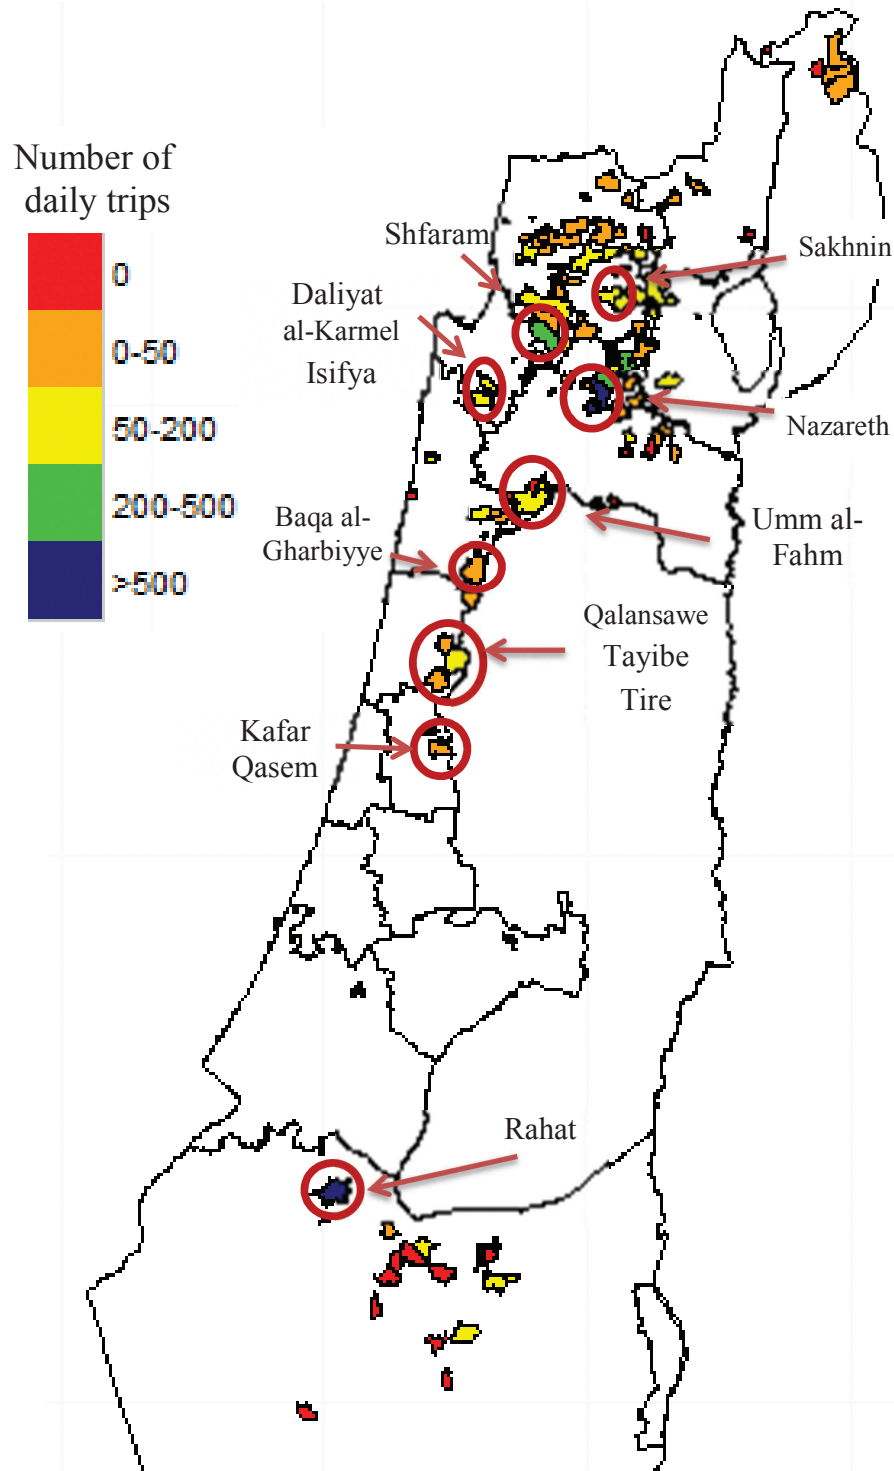 Number of
daily trips
0
0-50
50-200
200-500
>500
Shfaram
Sakhnin
Daliyat
al-Karmel
Isifya
Nazareth
Baqa al-
Gharbiyye
Umm al-
Fahm
Qalansawe
Tayibe
Tire
Kafar
Qasem
Rahat